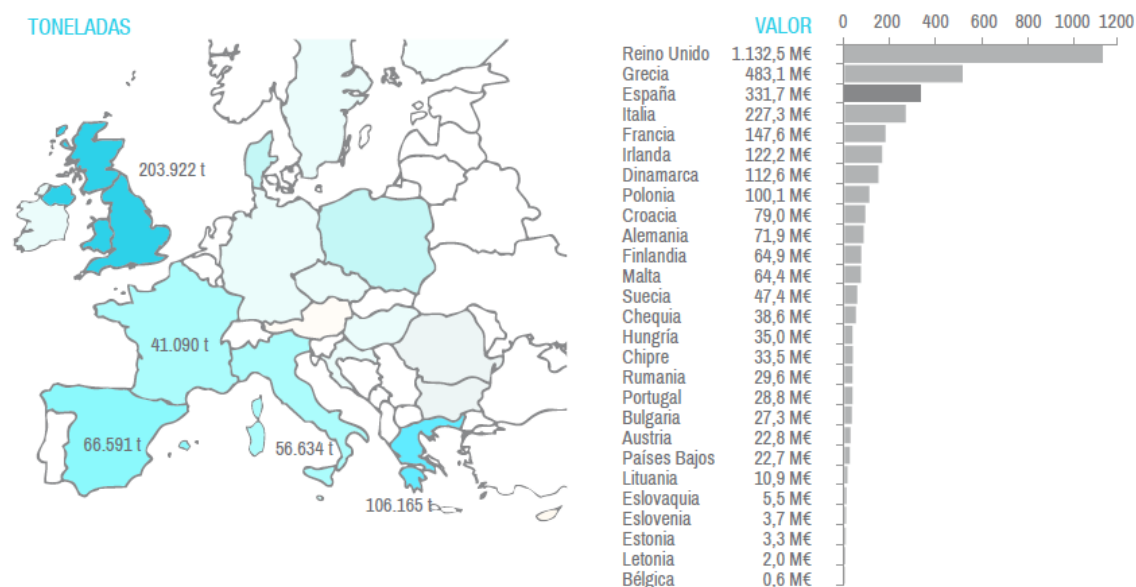 TONELADAS
203.922 t
41.090 t
66.591 t
56.634 t
106.165 t
VALOR 0 200 400 600 800 1000 1200
Reino Unido 1.132,5 M€
Grecia 483,1 M€
España 331,7 M€
Italia 227,3 M€
Francia 147,6 M€
Irlanda 122,2 M€
Dinamarca 112,6 M€
Polonia 100,1 M€
Croacia 79,0 M€
Alemania 71,9 M€
Finlandia 64,9 M€
Malta 64,4 M€
Suecia 47,4 M€
Chequia 38,6 M€
Hungría 35,0 M€
Chipre 33,5 M€
Rumania 29,6 M€
Portugal 28,8 M€
Bulgaria 27,3 M€
Austria 22,8 M€
Países Bajos 22,7 M€
Lituania 10,9 M€
Eslovaquia 5,5 M€
Eslovenia 3,7 M€
Estonia 3,3 M€
Letonia 2,0 M€
Bélgica 0,6 M€